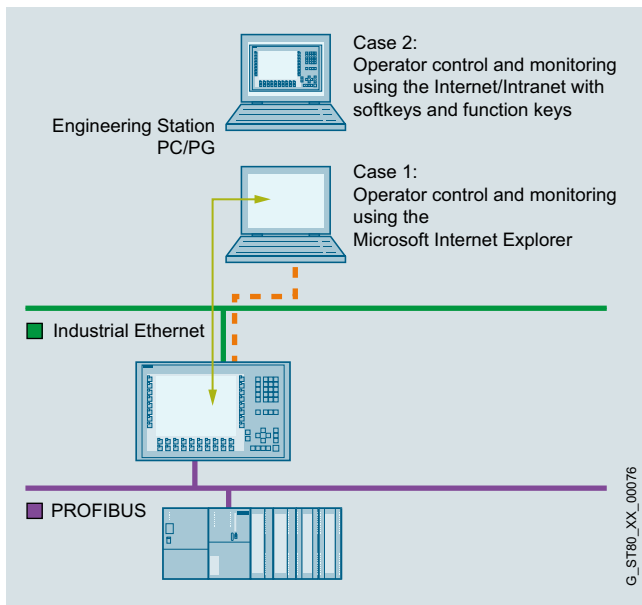 Case 2:
Operator control and monitoring
using the Internet/Intranet with
softkeys and function keys
Engineering Station
PC/PG
Case 1:
Operator control and monitoring
using the
Microsoft Internet Explorer
Industrial Ethernet
PROFIBUS
G_ST80_XX_00076